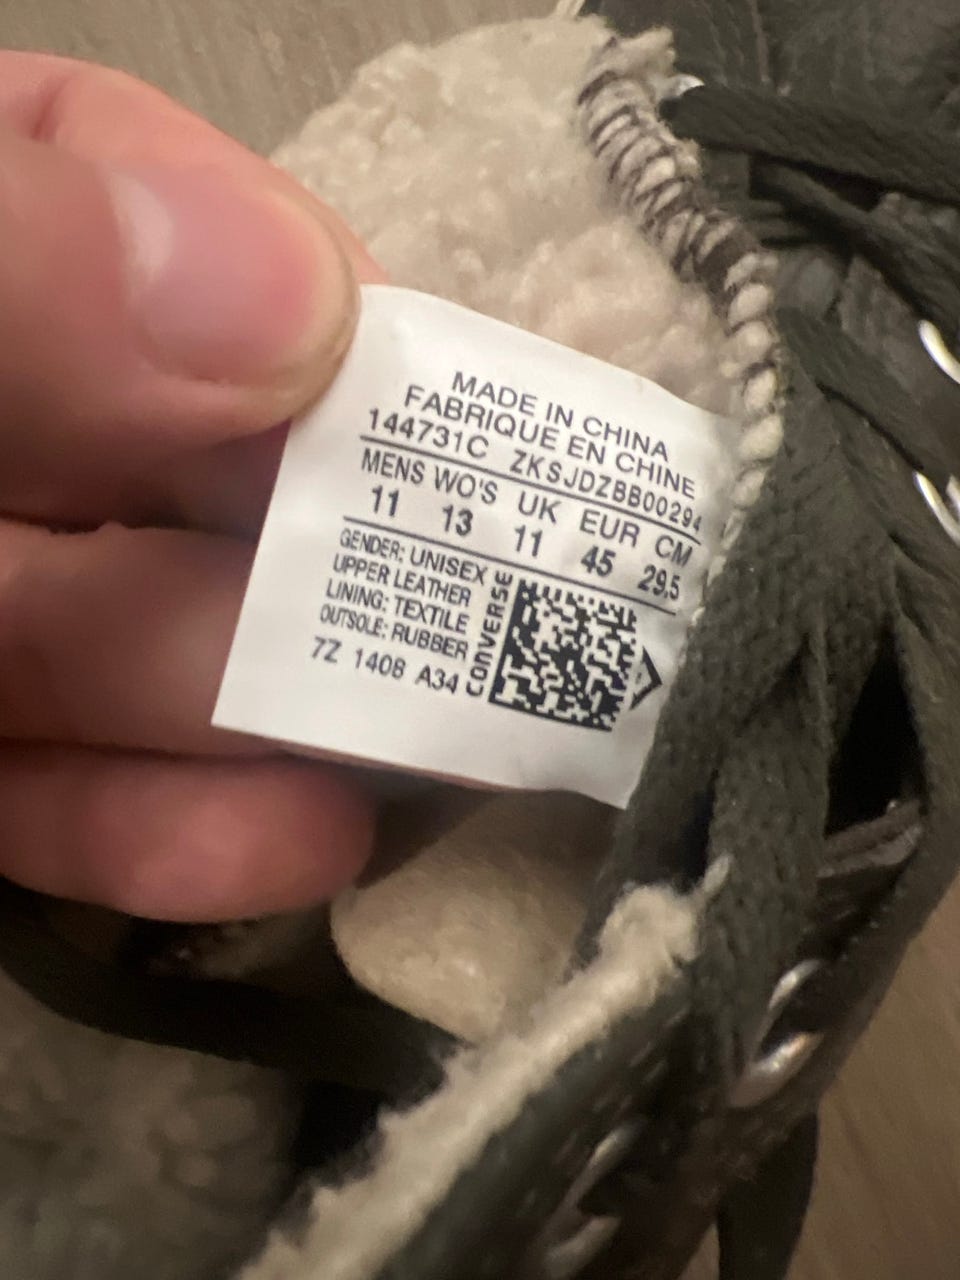 MADE IN CHINA
FABRIQUE EN CHINE
144731C ZKSJDZBB00294
MENS WO'S UK EUR CM
11 13 11 45 29.5
GENDER: UNISEX
UPPER LEATHER
LINING: TEXTILE
OUTSOLE: RUBBER
7Z 1408 A34
CONVERSE